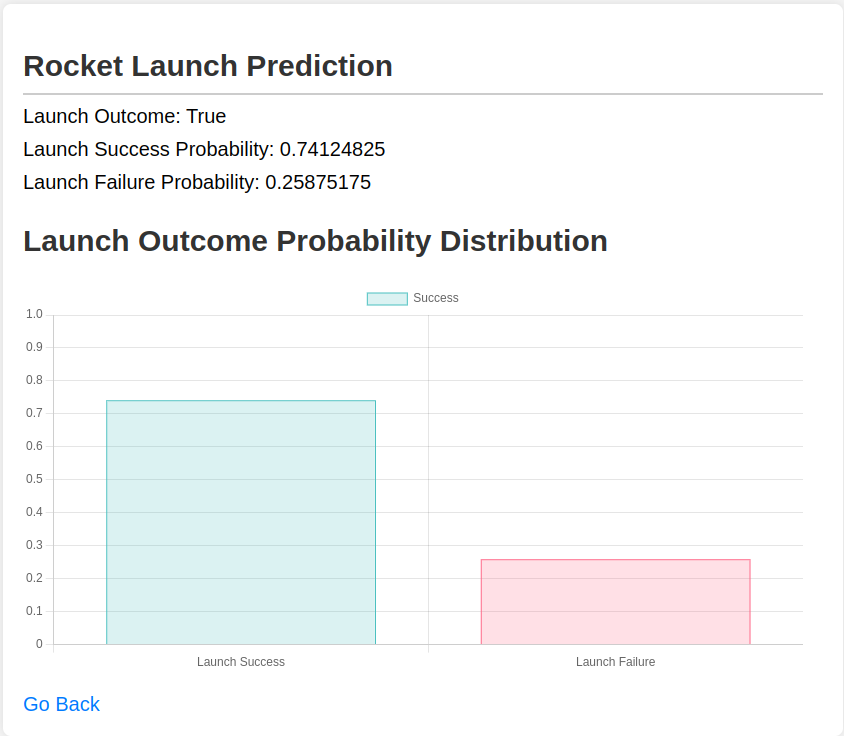 Rocket Launch Prediction
Launch Outcome: True
Launch Success Probability: 0.74124825
Launch Failure Probability: 0.25875175
Launch Outcome Probability Distribution
Success
1.0
0.9
0.8
0.7
0.6
0.5
0.4
0.3
0.2
0.1
0
Launch Success Launch Failure
Go Back